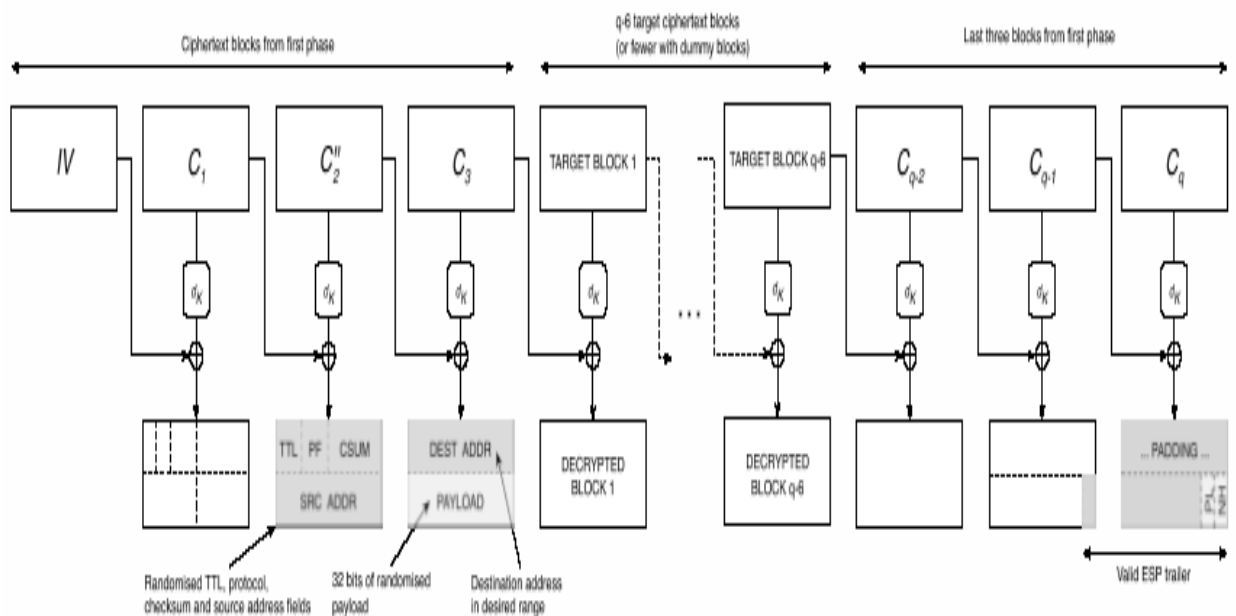 q-6 target ciphertext blocks
(or fewer with dummy blocks)
Ciphertext blocks from first phase
Last three blocks from first phase
IV
C1
C2''
C3
TARGET BLOCK 1
TARGET BLOCK q-6
Cq-2
Cq-1
Cq
dK
dK
dK
dK
dK
dK
dK
dK
...
TTL
PF
CSUM
SRC ADDR
DEST ADDR
PAYLOAD
DECRYPTED
BLOCK 1
DECRYPTED
BLOCK q-6
... PADDING ...
PL
NH
Randomised TTL, protocol,
checksum and source address fields
32 bits of randomised
payload
Destination address
in desired range
Valid ESP trailer